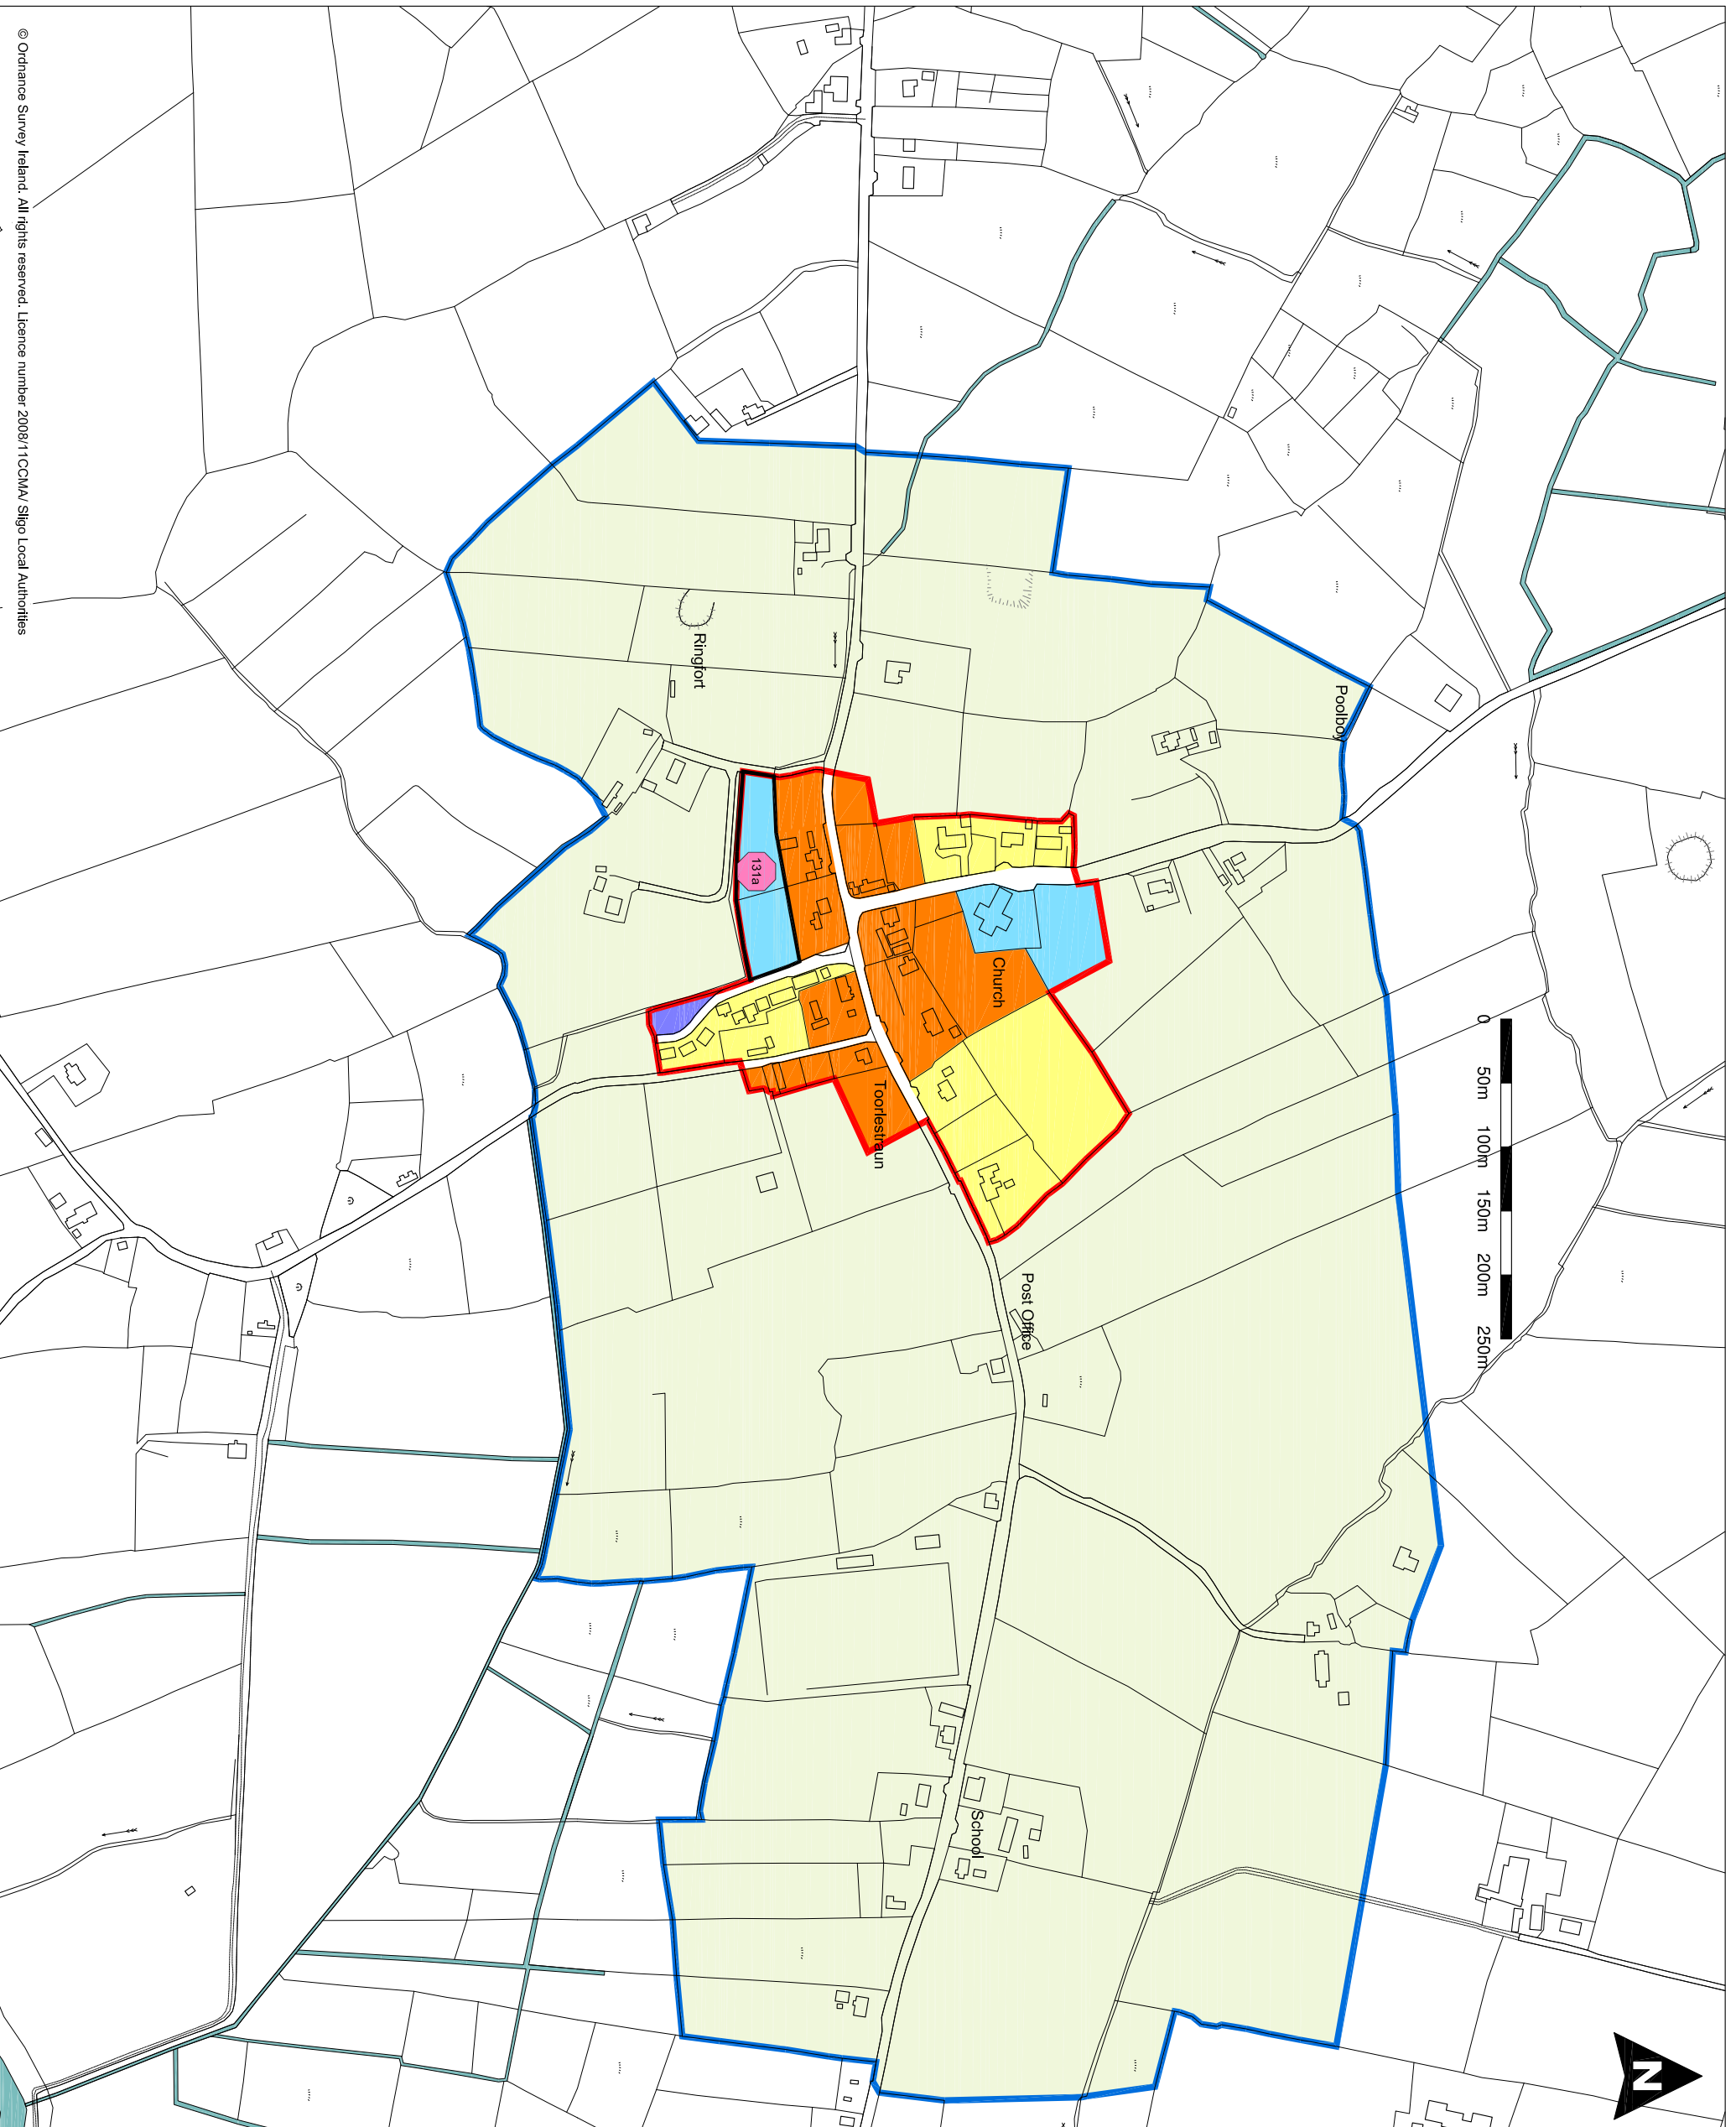 N
Poolboy
0 50m 100m 150m 200m 250m
Church
Post Office
School
Toorlestraun
131a
Ringfort
© Ordnance Survey Ireland. All rights reserved. Licence number 2008/11CCMA/ Sligo Local Authorities